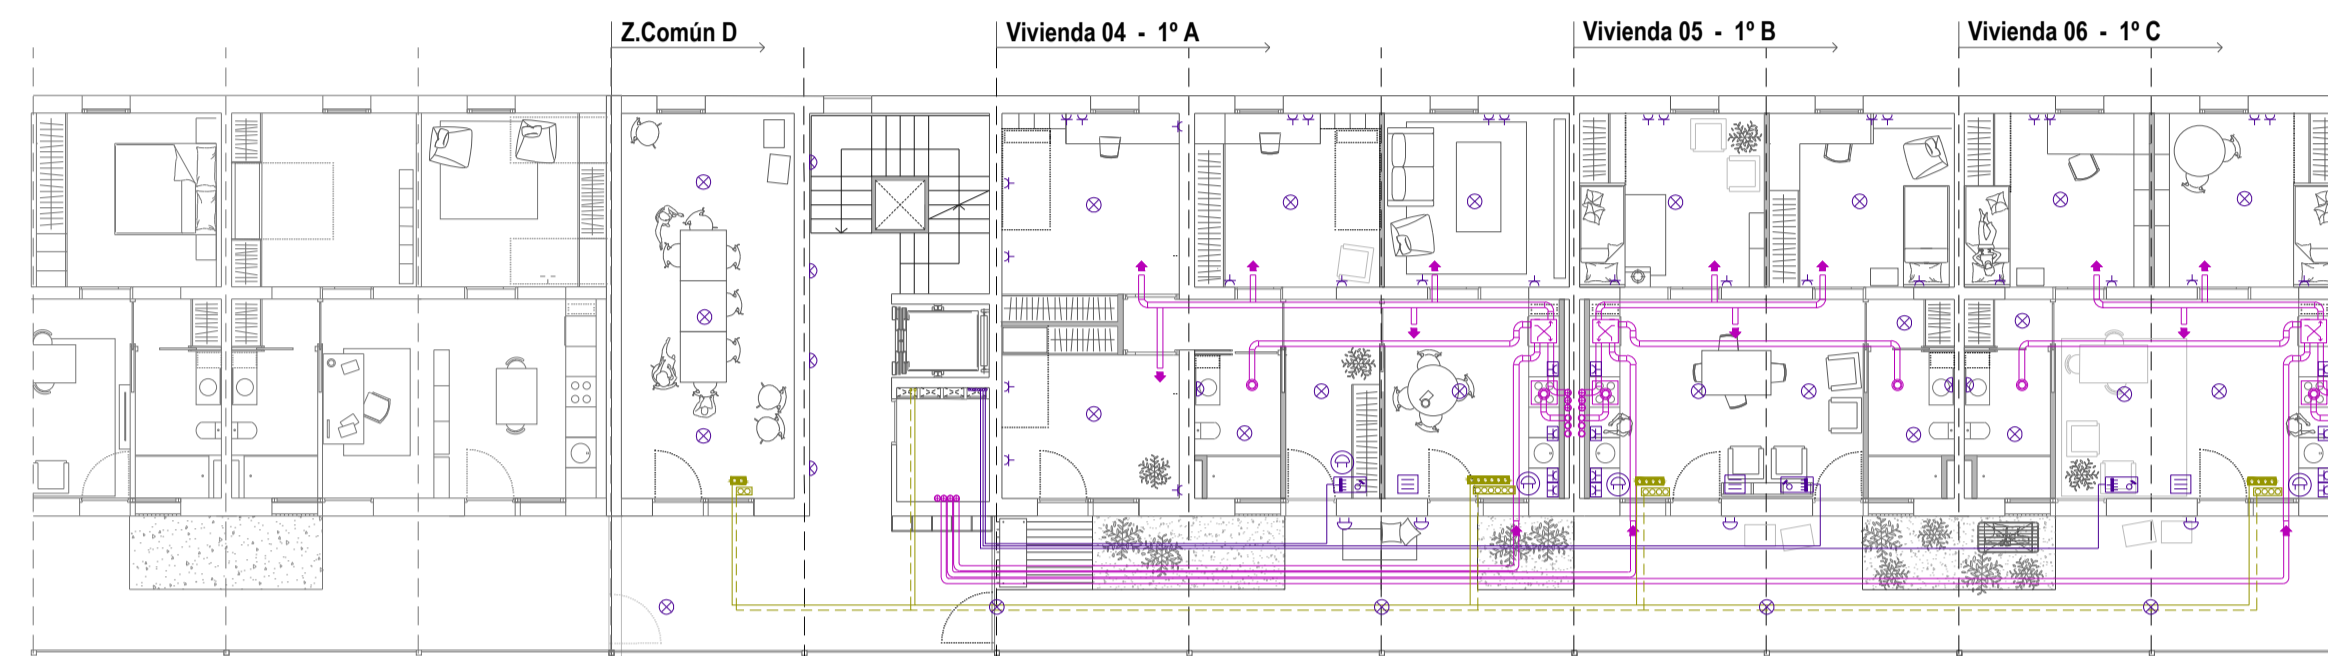 Z.Común D
Vivienda 04 - 1º A
Vivienda 05 - 1º B
Vivienda 06 - 1º C